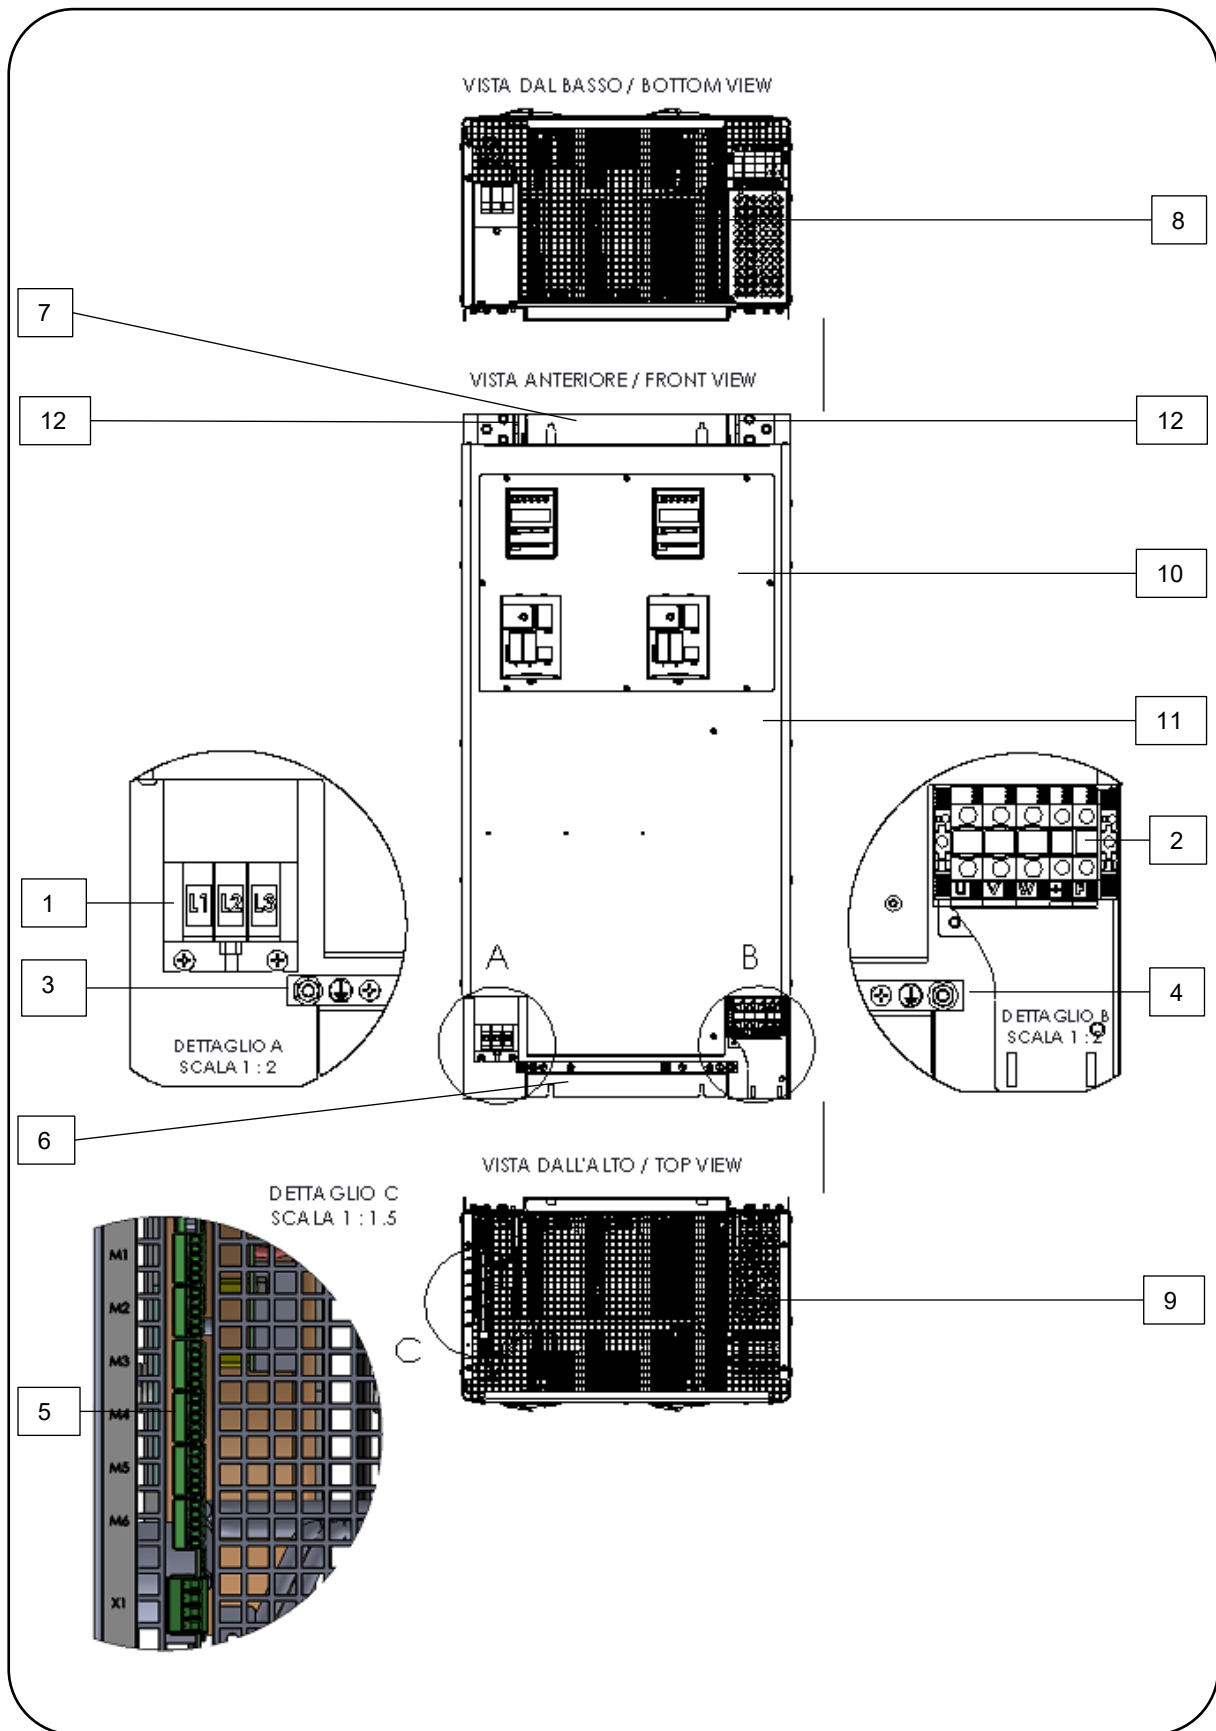 VISTA DAL BASSO / BOTTOM VIEW
8
7
VISTA ANTERIORE / FRONT VIEW
12
12
10
11
2
1
L1 L2 L3
U V W + F
A
B
3
4
DETTAGLIO A
SCALA 1 : 2
DETTAGLIO B
SCALA 1 : 2
6
VISTA DALL'ALTO / TOP VIEW
DETTAGLIO C
SCALA 1 : 1.5
M1
M2
M3
M4
M5
M6
X1
9
C
5